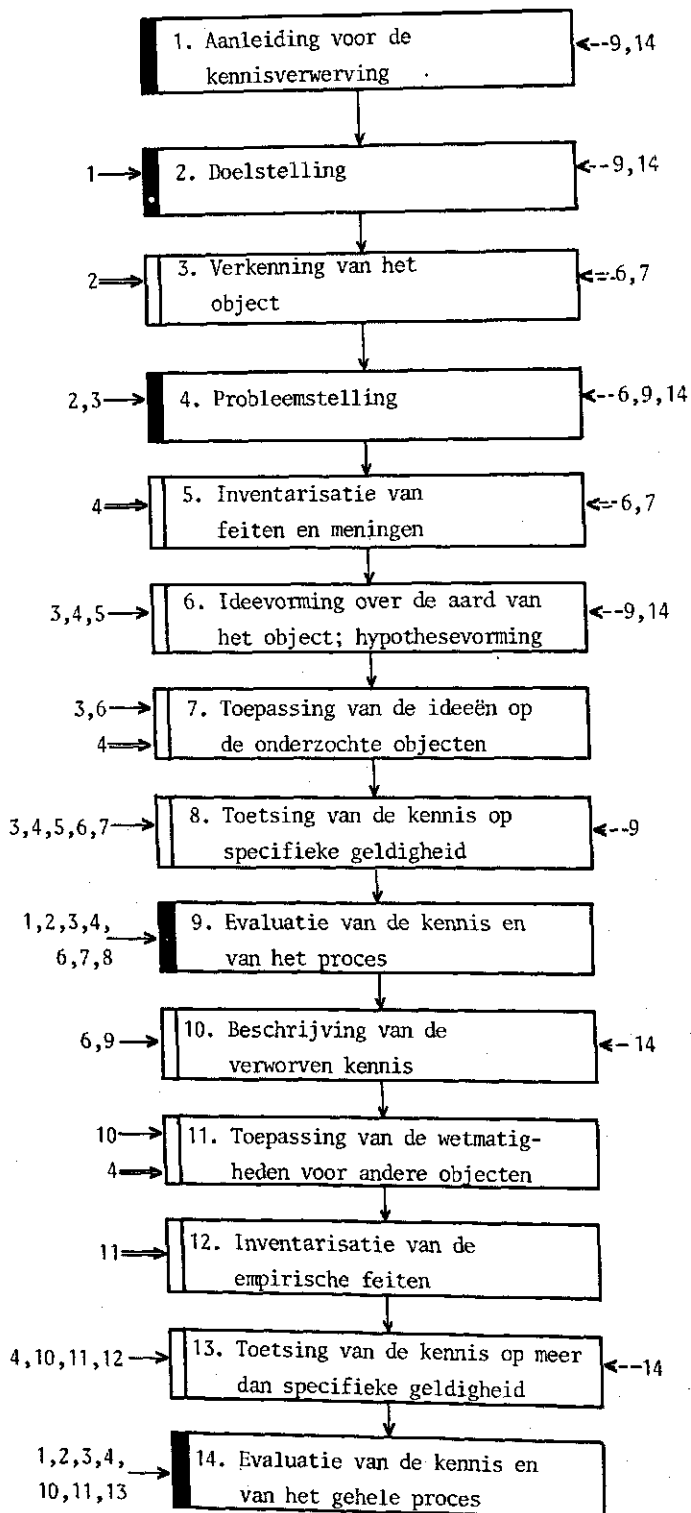 1. Aanleiding voor de
kennisverwerving
9,14
1
2. Doelstelling
9,14
2
3. Verkenning van het
object
6,7
2,3
4. Probleemstelling
6,9,14
4
5. Inventarisatie van
feiten en meningen
6,7
3,4,5
6. Ideevorming over de aard van
het object; hypothesevorming
9,14
3,6
4
7. Toepassing van de ideeën op
de onderzochte objecten
3,4,5,6,7
8. Toetsing van de kennis op
specifieke geldigheid
9
1,2,3,4,
6,7,8
9. Evaluatie van de kennis en
van het proces
6,9
10. Beschrijving van de
verworven kennis
14
10
4
11. Toepassing van de wetmatig-
heden voor andere objecten
11
12. Inventarisatie van de
empirische feiten
4,10,11,12
13. Toetsing van de kennis op meer
dan specifieke geldigheid
14
1,2,3,4,
10,11,13
14. Evaluatie van de kennis en
van het gehele proces